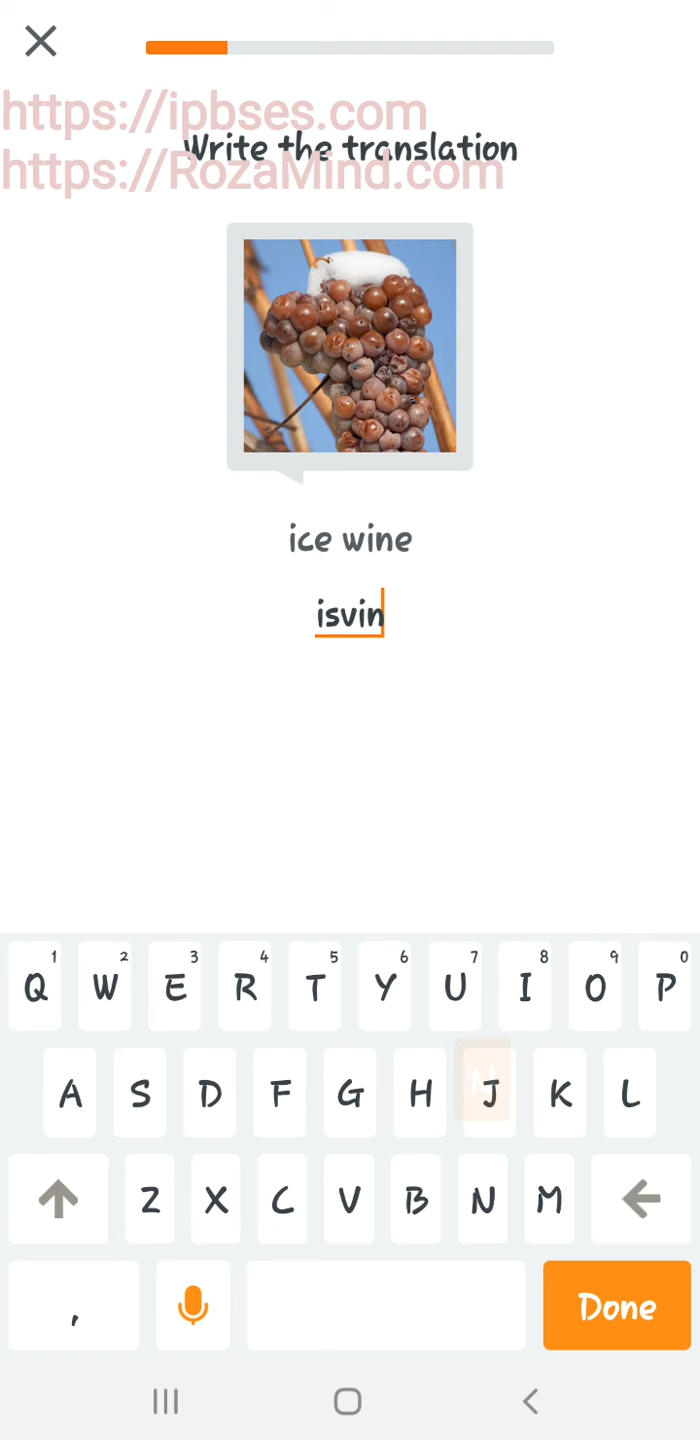 https://ipbses.com
Write the translation
https://RozaMind.com
ice wine
isvin
1 2 3 4 5 6 7 8 9 0
Q W E R T Y U I O P
A S D F G H J K L
Z X C V B N M
, Done